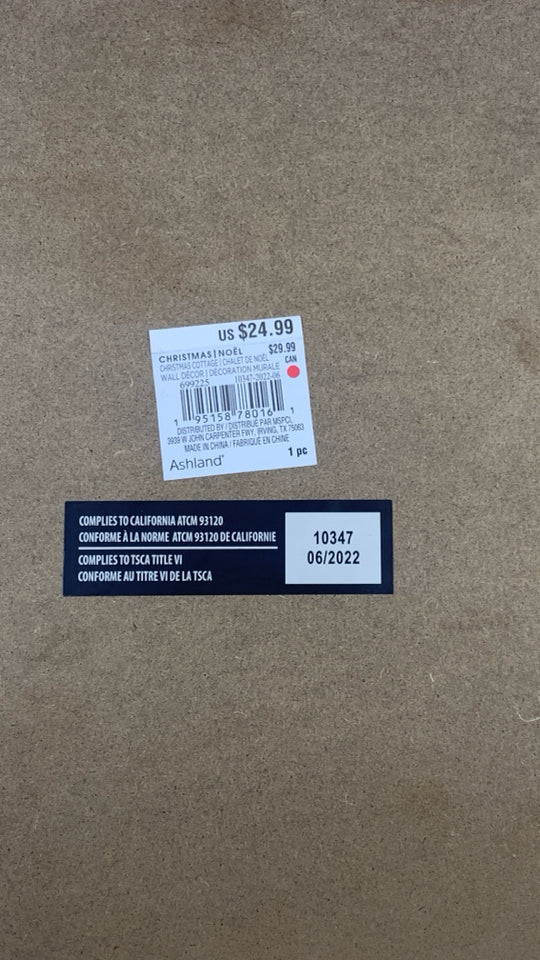 US $24.99
CHRISTMAS | NOËL $29.99
CHRISTMAS COTTAGE | CHALET DE NOËL CAN
WALL DÉCOR | DÉCORATION MURALE
699225 10347-2022-06
1 95158 78016 1
DISTRIBUTED BY / DISTRIBUÉ PAR MSPCI,
3939 W JOHN CARPENTER FWY, IRVING, TX 75063
MADE IN CHINA / FABRIQUÉ EN CHINE
Ashland® 1 pc
COMPLIES TO CALIFORNIA ATCM 93120
CONFORME À LA NORME ATCM 93120 DE CALIFORNIE
COMPLIES TO TSCA TITLE VI
CONFORME AU TITRE VI DE LA TSCA
10347
06/2022